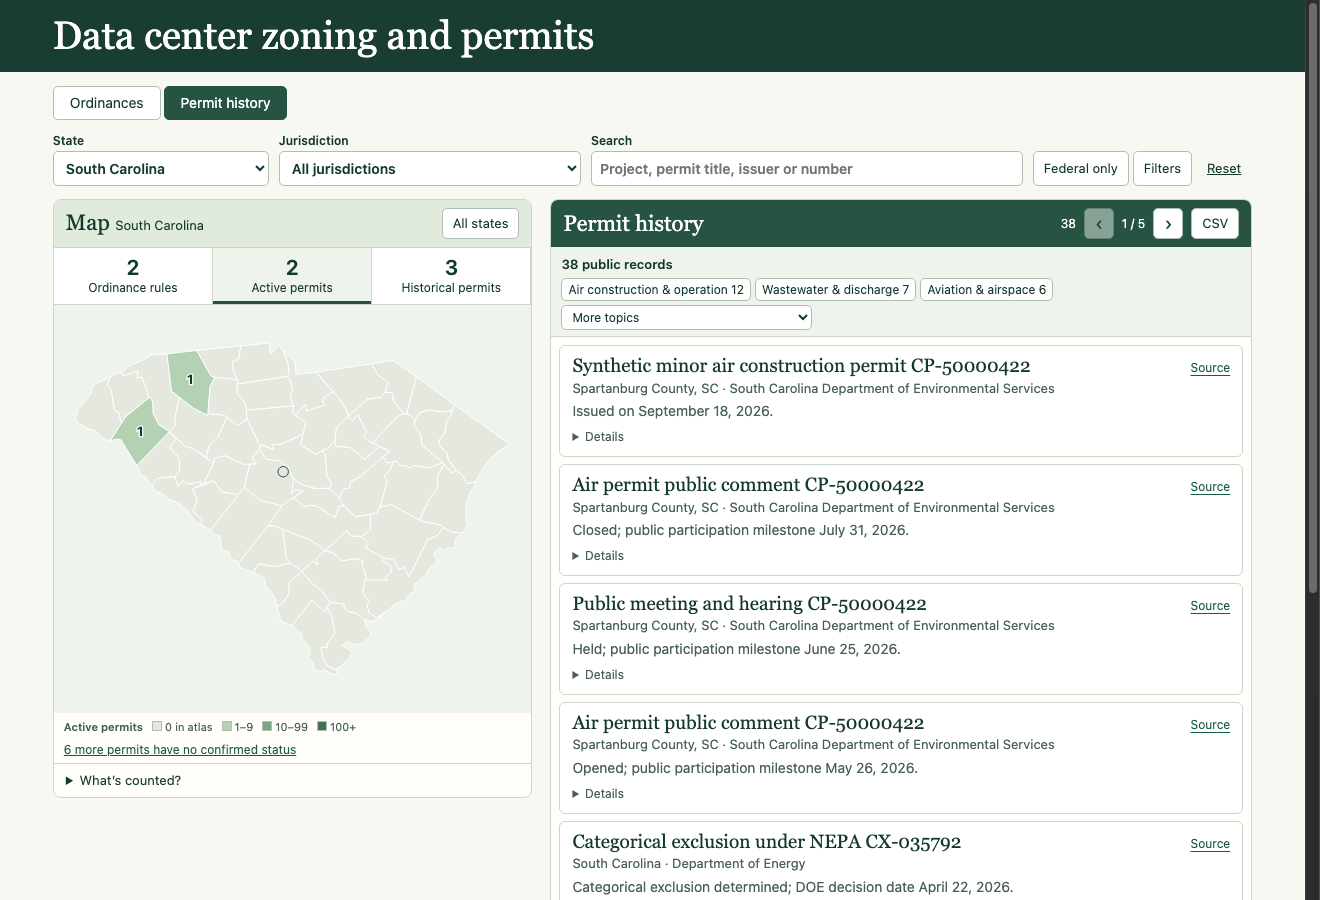 Data center zoning and permits
Ordinances
Permit history
State
Jurisdiction
Search
South Carolina
All jurisdictions
Project, permit title, issuer or number
Federal only
Filters
Reset
Map South Carolina
All states
2
Ordinance rules
2
Active permits
3
Historical permits
1
1
Active permits 0 in atlas 1–9 10–99 100+
6 more permits have no confirmed status
▶ What's counted?
Permit history
38 ‹ 1 / 5 › CSV
38 public records
Air construction & operation 12
Wastewater & discharge 7
Aviation & airspace 6
More topics
Synthetic minor air construction permit CP-50000422
Source
Spartanburg County, SC · South Carolina Department of Environmental Services
Issued on September 18, 2026.
▶ Details
Air permit public comment CP-50000422
Source
Spartanburg County, SC · South Carolina Department of Environmental Services
Closed; public participation milestone July 31, 2026.
▶ Details
Public meeting and hearing CP-50000422
Source
Spartanburg County, SC · South Carolina Department of Environmental Services
Held; public participation milestone June 25, 2026.
▶ Details
Air permit public comment CP-50000422
Source
Spartanburg County, SC · South Carolina Department of Environmental Services
Opened; public participation milestone May 26, 2026.
▶ Details
Categorical exclusion under NEPA CX-035792
Source
South Carolina · Department of Energy
Categorical exclusion determined; DOE decision date April 22, 2026.